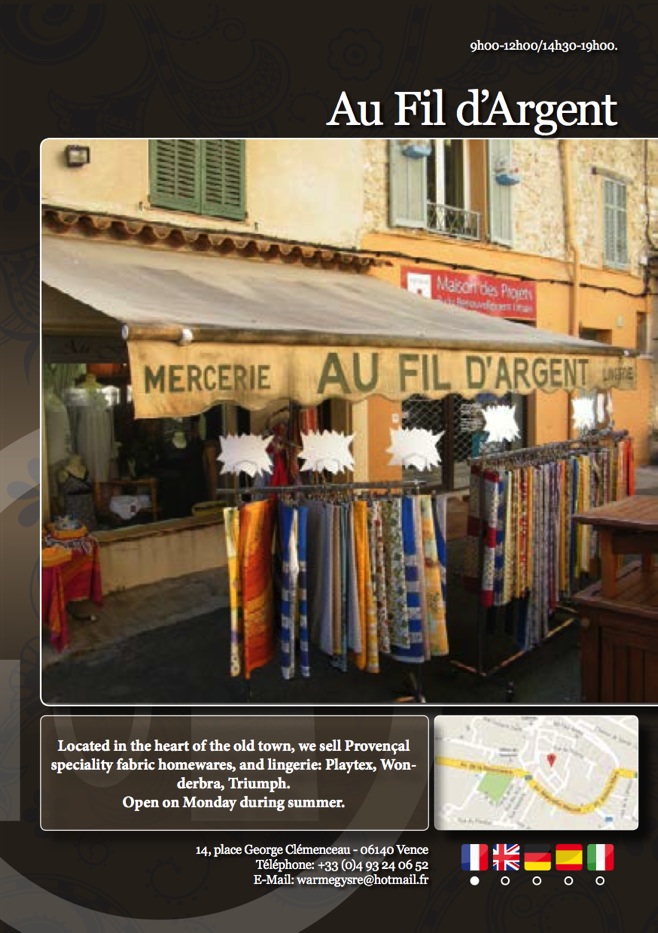 9h00-12h00/14h30-19h00.
Au Fil d’Argent
Maison des Projets
MERCERIE AU FIL D'ARGENT LINGERIE
Located in the heart of the old town, we sell Provençal
speciality fabric homewares, and lingerie: Playtex, Won-
derbra, Triumph.
Open on Monday during summer.
14, place George Clémenceau - 06140 Vence
Téléphone: +33 (0)4 93 24 06 52
E-Mail: warmegysre@hotmail.fr